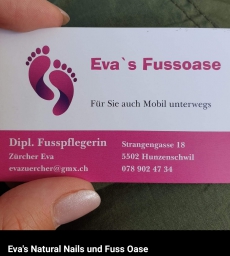 Eva`s Fussoase
Für Sie auch Mobil unterwegs
Dipl. Fusspflegerin
Zürcher Eva
evazuercher@gmx.ch
Strangengasse 18
5502 Hunzenschwil
078 902 47 34
Eva's Natural Nails und Fuss Oase